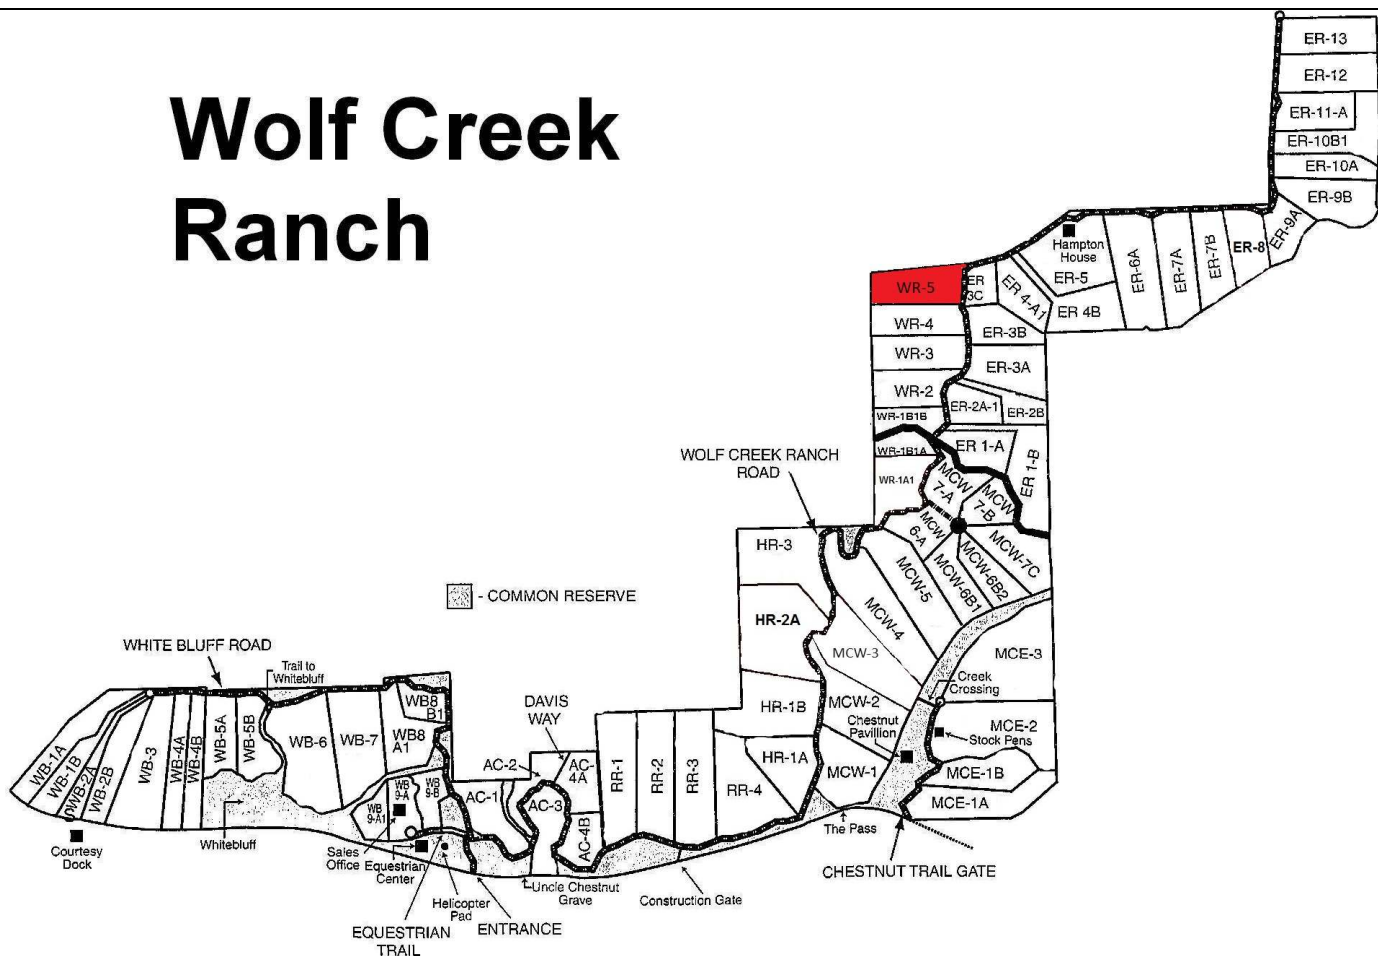 Wolf Creek
Ranch
ER-13
ER-12
ER-11-A
ER-10B1
ER-10A
ER-9B
ER-9A
ER-8
ER-7B
ER-7A
ER-6A
Hampton
House
ER-5
ER 4-A1
ER 4B
ER
3C
WR-5
WR-4
ER-3B
WR-3
ER-3A
WR-2
ER-2A-1
ER-2B
WR-1B1B
ER 1-A
ER 1-B
WR-1B1A
WR-1A1
WOLF CREEK RANCH
ROAD
MCW
7-A
MCW
7-B
MCW
6-A
MCW-7C
MCW-6B2
MCW-6B1
MCW-5
MCW-4
MCW-3
MCW-2
MCW-1
HR-3
HR-2A
HR-1B
HR-1A
- COMMON RESERVE
MCE-3
Creek
Crossing
MCE-2
Stock Pens
Chestnut
Pavillion
MCE-1B
MCE-1A
The Pass
CHESTNUT TRAIL GATE
WHITE BLUFF ROAD
Trail to
Whitebluff
WB-1A
WB-1B
WB-2A
WB-2B
WB-3
WB-4A
WB-4B
WB-5A
WB-5B
WB-6
WB-7
WB8
B1
WB8
A1
WB
9-A
WB
9-B
WB
9-A1
DAVIS
WAY
AC-2
AC-
4A
AC-1
AC-3
AC-4B
RR-1
RR-2
RR-3
RR-4
Courtesy
Dock
Whitebluff
Sales
Office
Equestrian
Center
Helicopter
Pad
Uncle Chestnut
Grave
Construction Gate
EQUESTRIAN
TRAIL
ENTRANCE